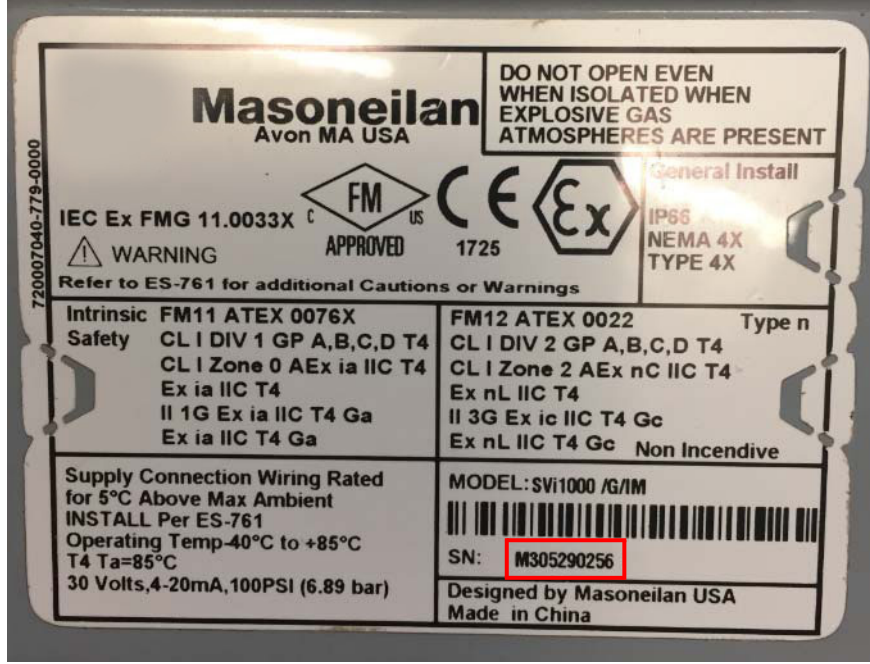 Masoneilan
Avon MA USA
DO NOT OPEN EVEN
WHEN ISOLATED WHEN
EXPLOSIVE GAS
ATMOSPHERES ARE PRESENT
720007040-779-0000
IEC Ex FMG 11.0033X
C FM US
APPROVED
CE
1725
Ex
General Install
IP66
NEMA 4X
TYPE 4X
WARNING
Refer to ES-761 for additional Cautions or Warnings
Intrinsic FM11 ATEX 0076X
Safety CL I DIV 1 GP A,B,C,D T4
CL I Zone 0 AEx ia IIC T4
Ex ia IIC T4
II 1G Ex ia IIC T4 Ga
Ex ia IIC T4 Ga
FM12 ATEX 0022 Type n
CL I DIV 2 GP A,B,C,D T4
CL I Zone 2 AEx nC IIC T4
Ex nL IIC T4
II 3G Ex ic IIC T4 Gc
Ex nL IIC T4 Gc Non Incendive
Supply Connection Wiring Rated
for 5°C Above Max Ambient
INSTALL Per ES-761
Operating Temp-40°C to +85°C
T4 Ta=85°C
30 Volts,4-20mA,100PSI (6.89 bar)
MODEL: SVi1000 /G/IM
SN: M305290256
Designed by Masoneilan USA
Made in China